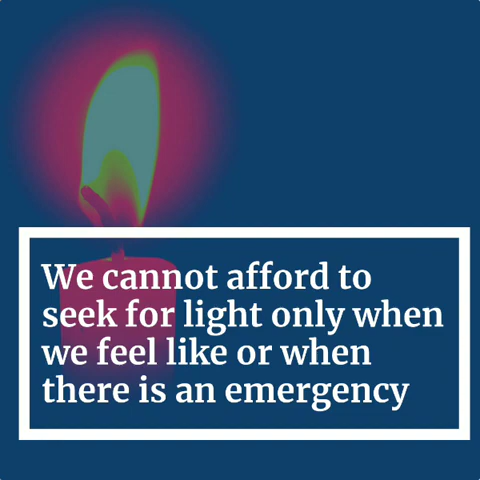 We cannot afford to
seek for light only when
we feel like or when
there is an emergency